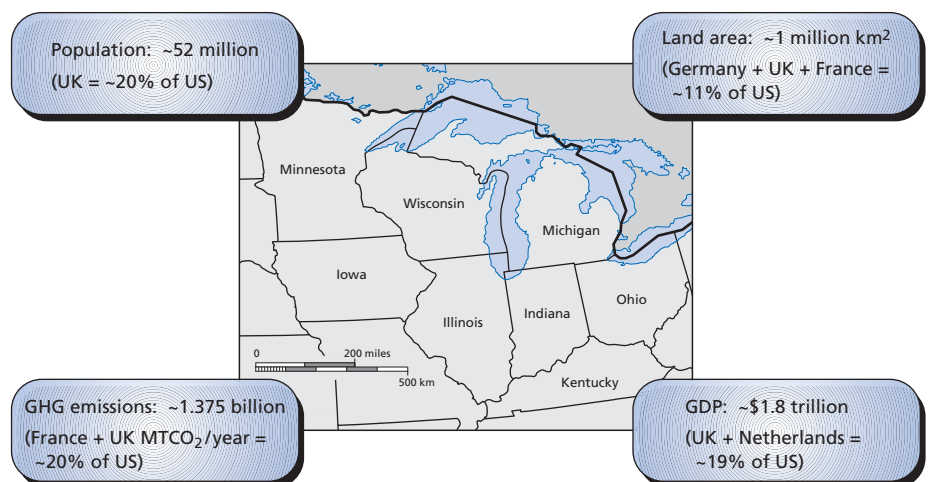 Population: ~52 million
(UK = ~20% of US)
Land area: ~1 million km²
(Germany + UK + France =
~11% of US)
Minnesota
Wisconsin
Michigan
Iowa
Illinois
Indiana
Ohio
Kentucky
0 200 miles
500 km
GHG emissions: ~1.375 billion
(France + UK MTCO₂/year =
~20% of US)
GDP: ~$1.8 trillion
(UK + Netherlands =
~19% of US)